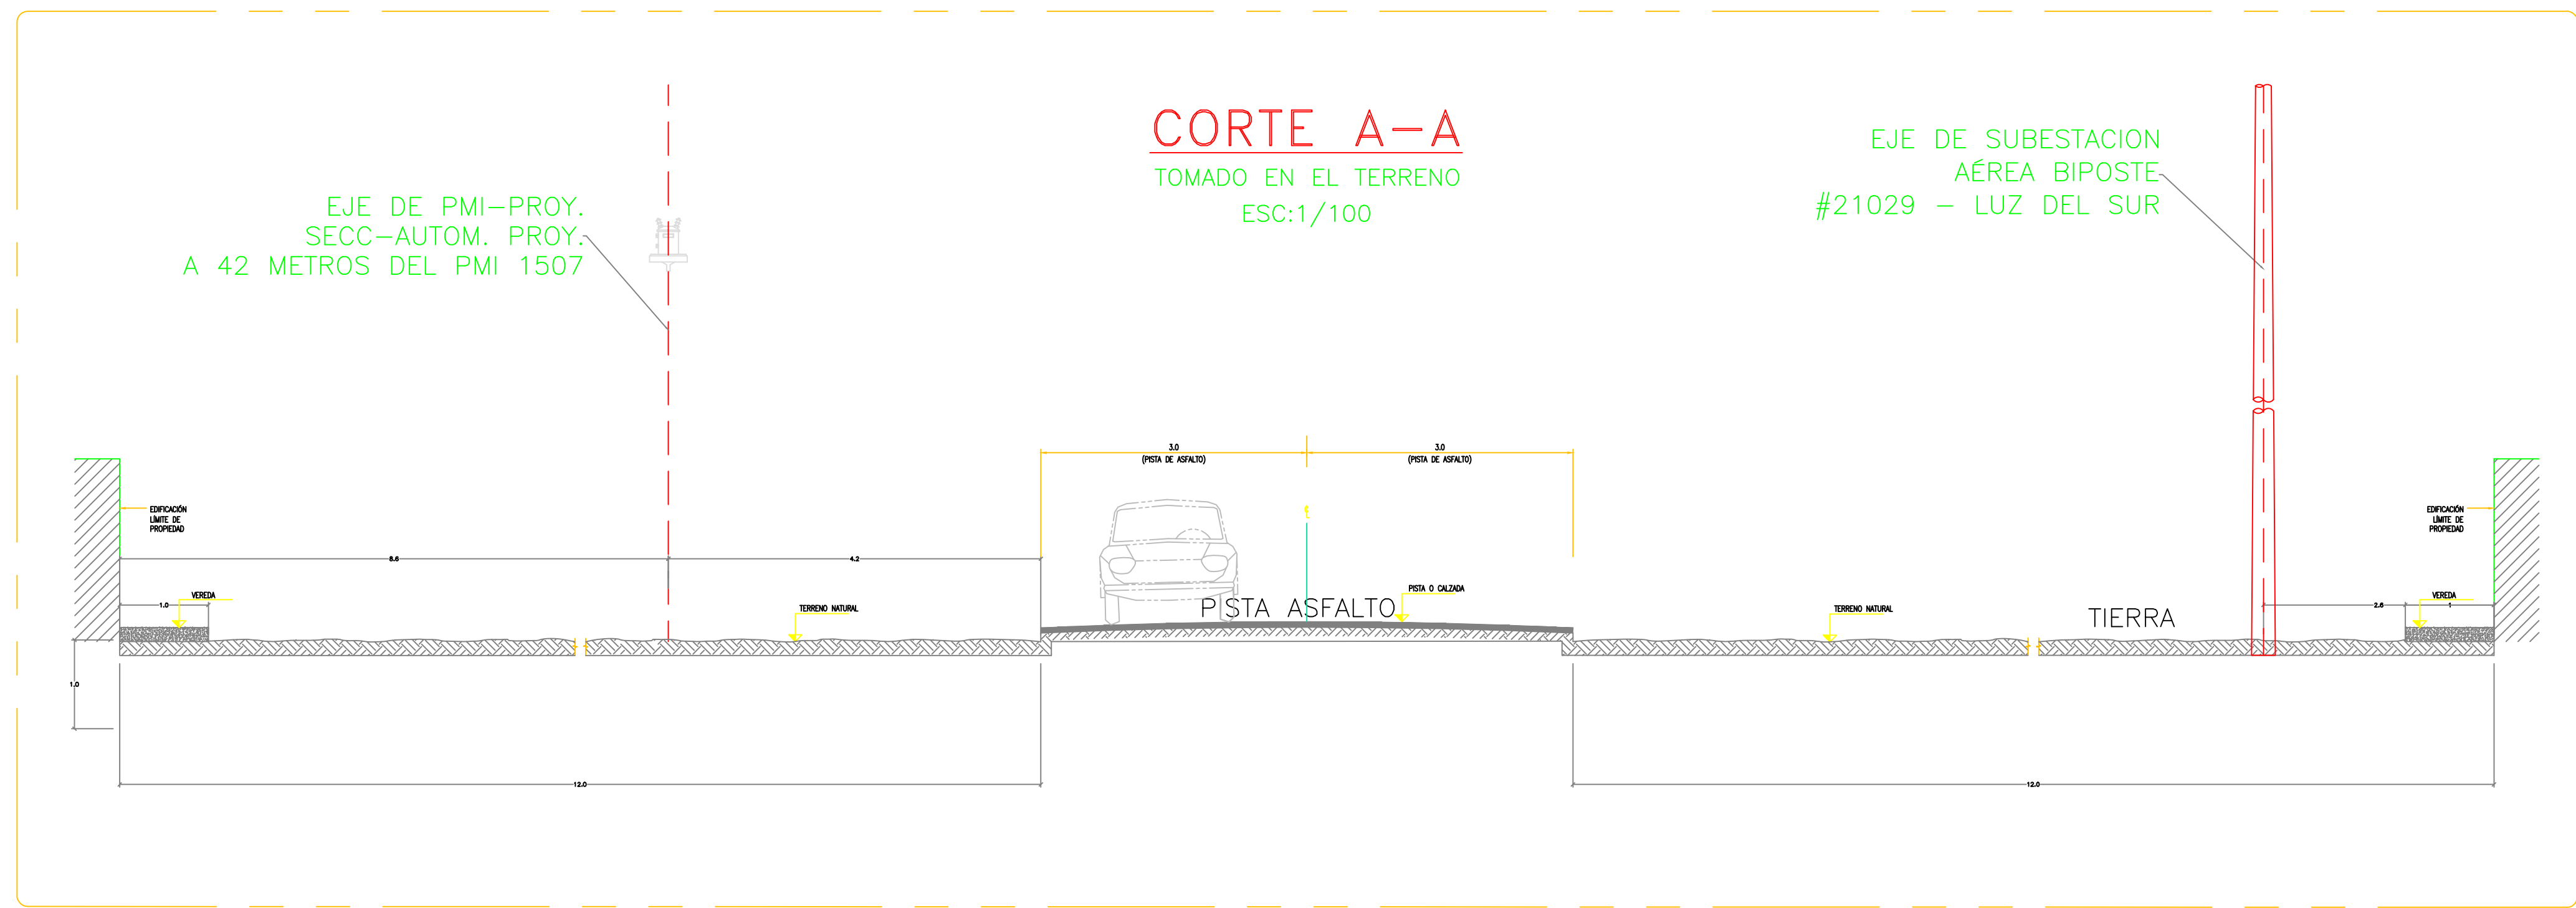 CORTE A-A
TOMADO EN EL TERRENO
ESC:1/100
EJE DE PMI-PROY.
SECC-AUTOM. PROY.
A 42 METROS DEL PMI 1507
EJE DE SUBESTACION
AÉREA BIPOSTE
#21029 - LUZ DEL SUR
3.0
(PISTA DE ASFALTO)
3.0
(PISTA DE ASFALTO)
EDIFICACIÓN
LÍMITE DE
PROPIEDAD
EDIFICACIÓN
LÍMITE DE
PROPIEDAD
8.6
4.2
1.0
VEREDA
TERRENO NATURAL
PISTA ASFALTO
PISTA O CALZADA
TERRENO NATURAL
TIERRA
2.6
1
VEREDA
1.0
12.0
12.0